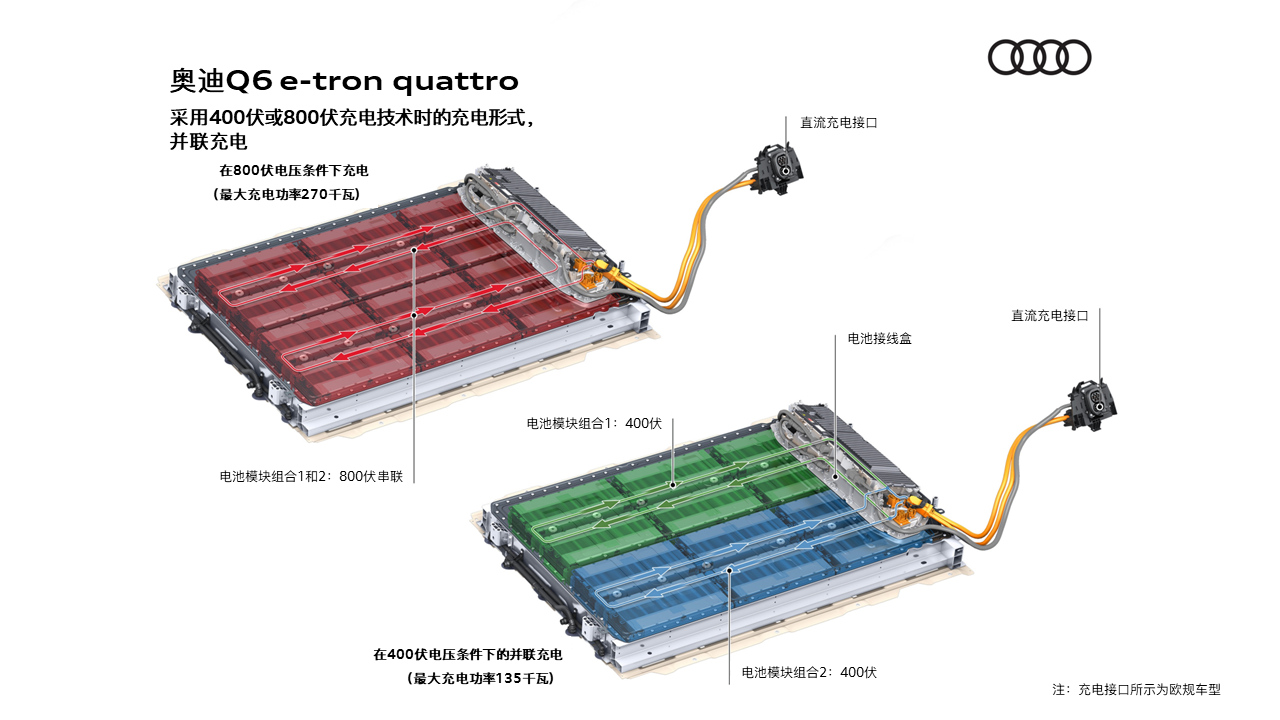 奥迪Q6 e-tron quattro
采用400伏或800伏充电技术时的充电形式，
并联充电
在800伏电压条件下充电
（最大充电功率270千瓦）
直流充电接口
直流充电接口
电池接线盒
电池模块组合1：400伏
电池模块组合1和2：800伏串联
在400伏电压条件下的并联充电
（最大充电功率135千瓦）
电池模块组合2：400伏
注：充电接口所示为欧规车型